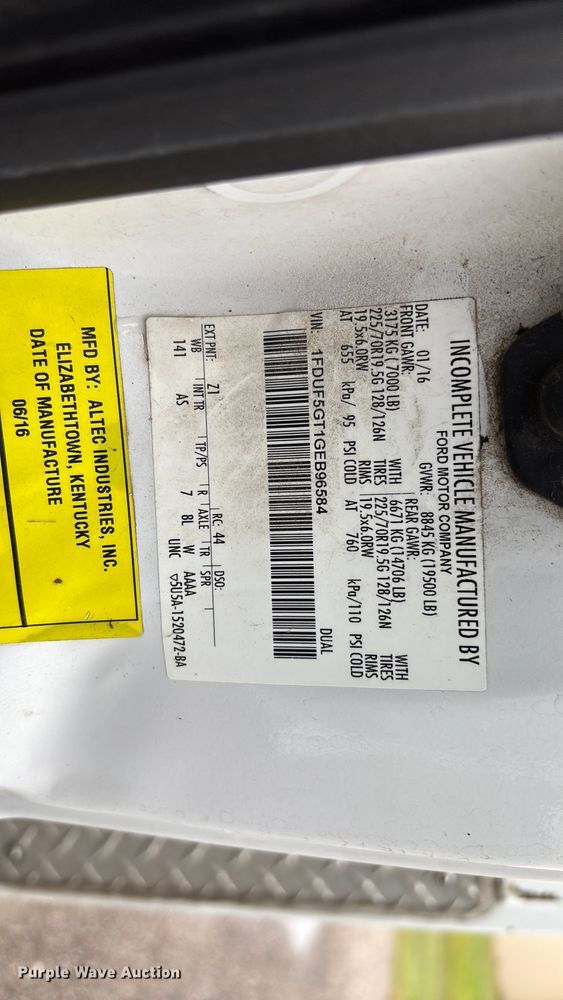 INCOMPLETE VEHICLE MANUFACTURED BY
FORD MOTOR COMPANY
DATE: 01/16 GVWR: 8845 KG (19500 LB)
FRONT GAWR: REAR GAWR:
3175 KG (7000 LB) WITH 6671 KG (14706 LB) WITH
225/70R19.5G 128/126N TIRES 225/70R19.5G 128/126N TIRES
19.5x6.0RW RIMS 19.5x6.0RW RIMS
AT 655 kPa/ 95 PSI COLD AT 760 kPa/110 PSI COLD
VIN: 1FDUF5GT1GEB96584 DUAL
EXT PNT: Z1 RC: 44 DSO:
WB INT TR TP/PS R AXLE TR SPR
141 AS 7 8L W AAAA
UNC 5U5A-1520472-BA
MFD BY: ALTEC INDUSTRIES, INC.
ELIZABETHTOWN, KENTUCKY
DATE OF MANUFACTURE
06/16
Purple Wave Auction